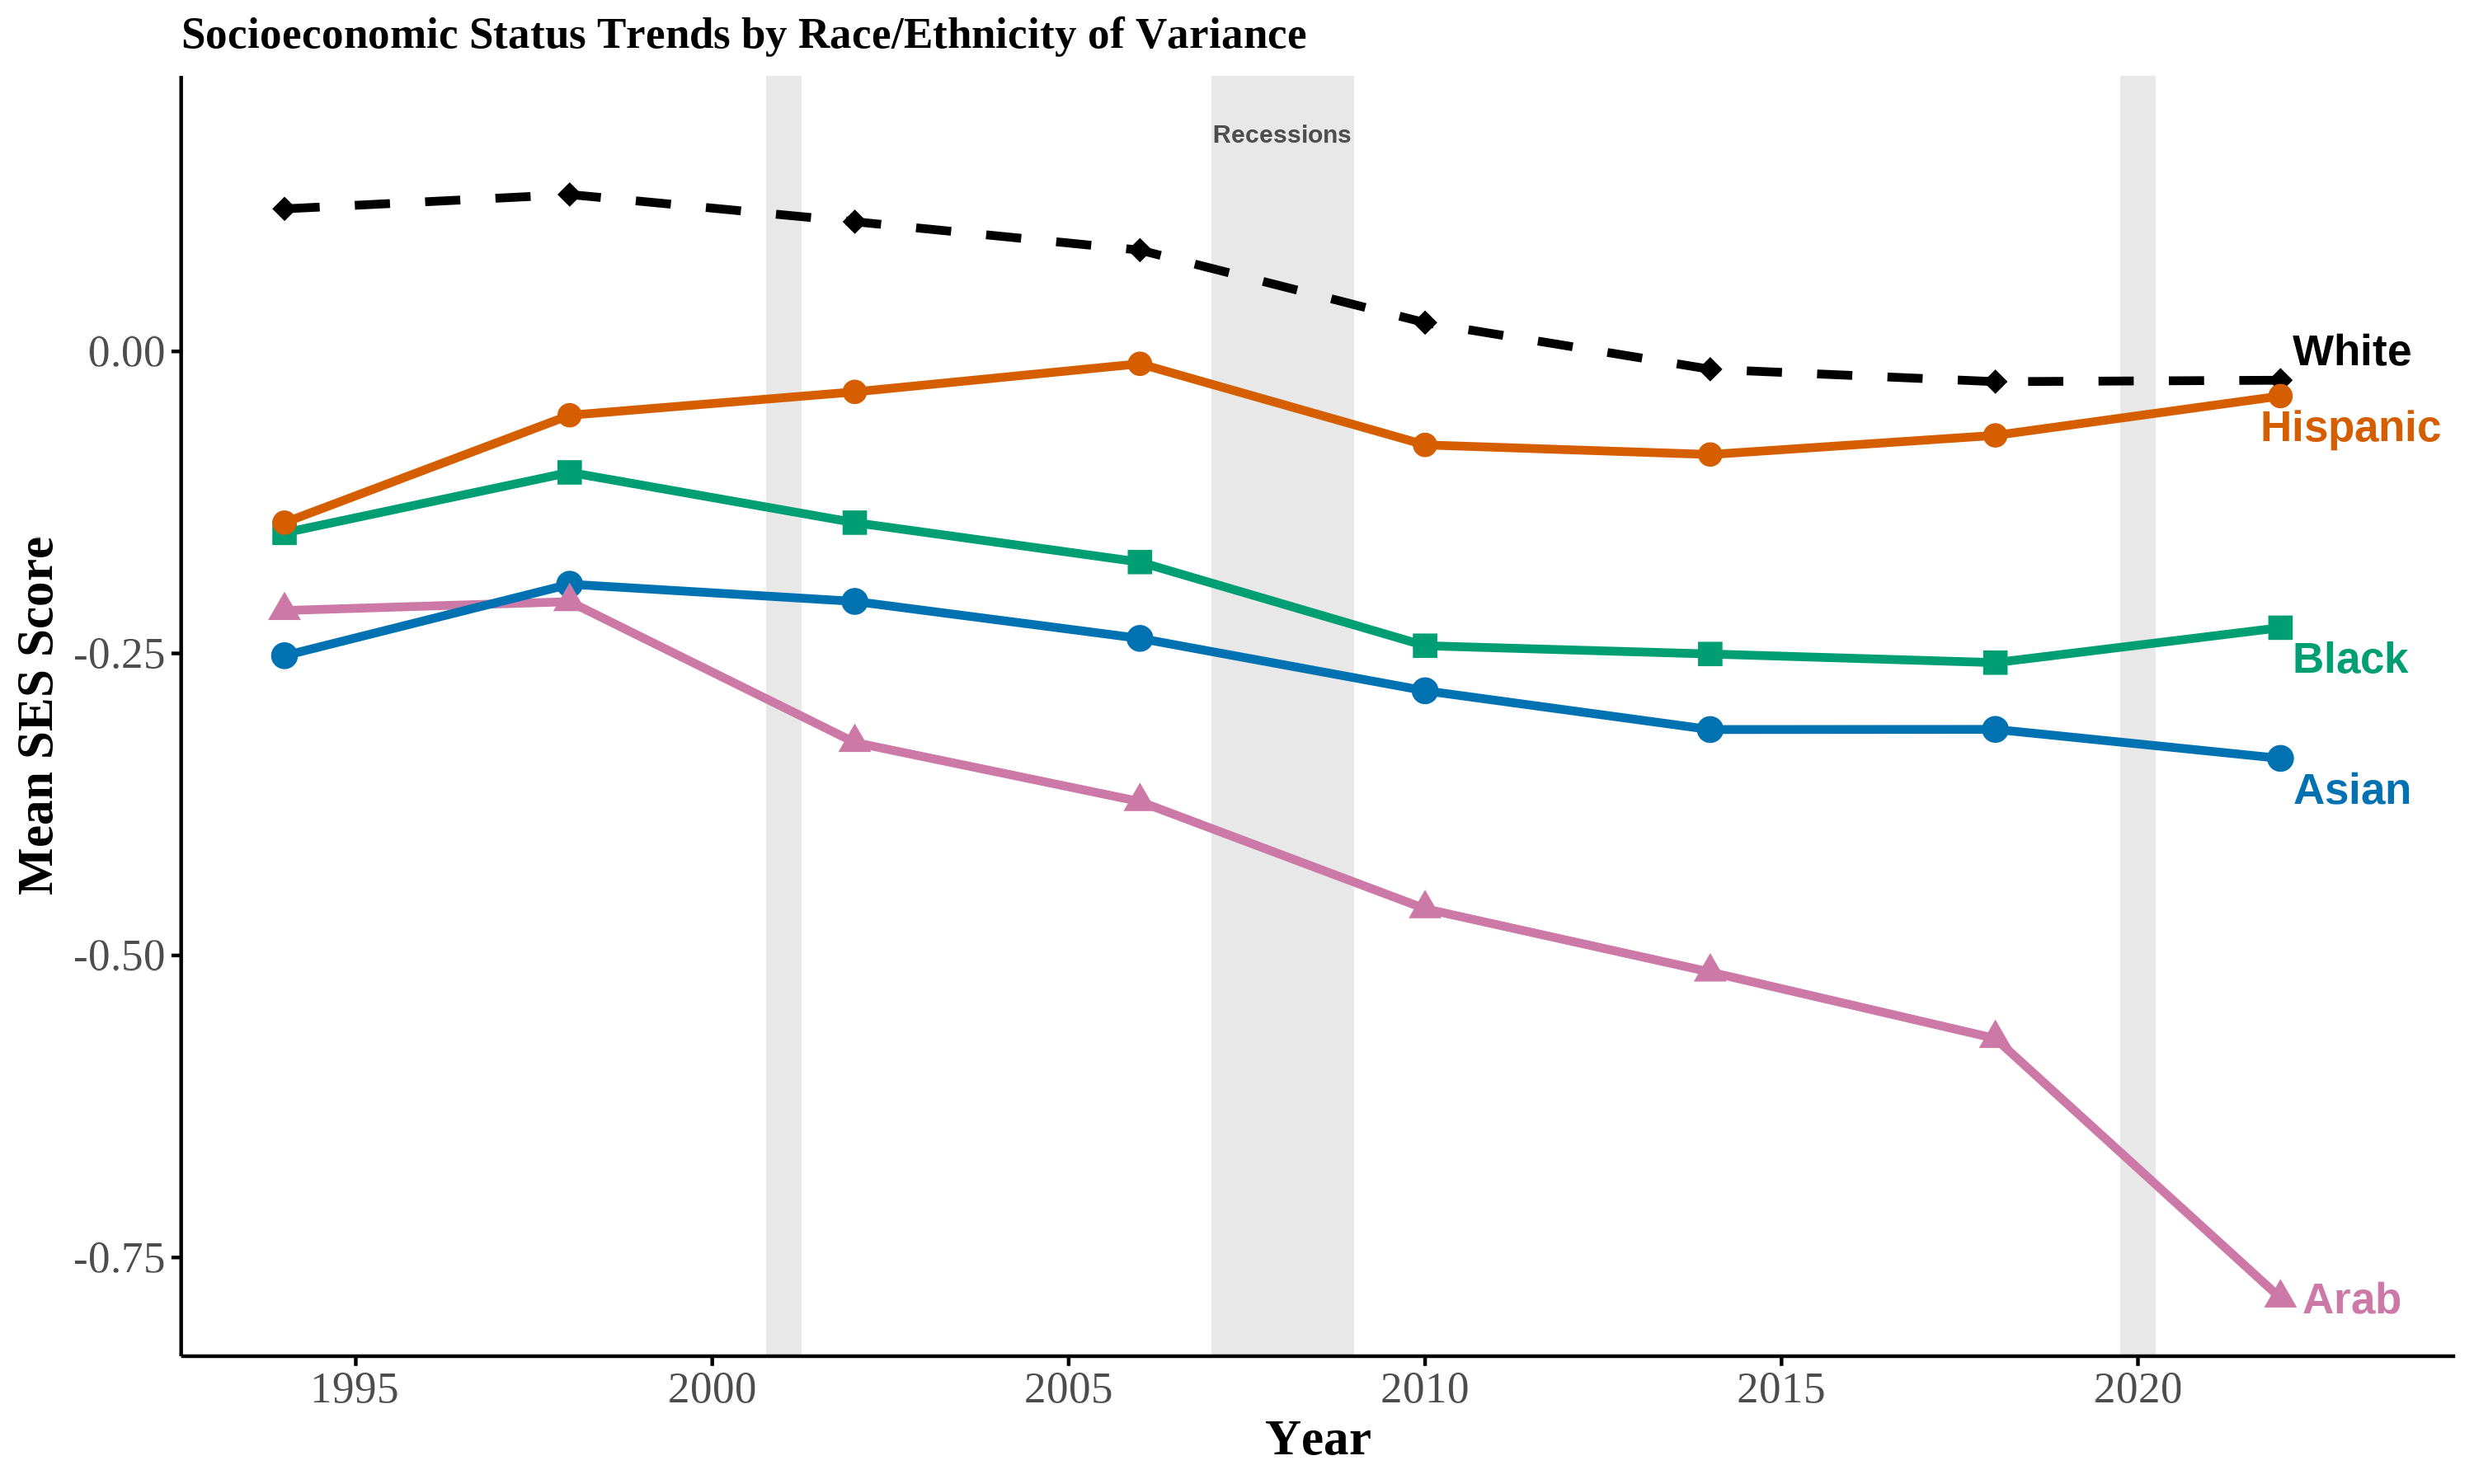 Socioeconomic Status Trends by Race/Ethnicity of Variance
Recessions
0.00
-0.25
-0.50
-0.75
Mean SES Score
White
Hispanic
Black
Asian
Arab
1995
2000
2005
2010
2015
2020
Year